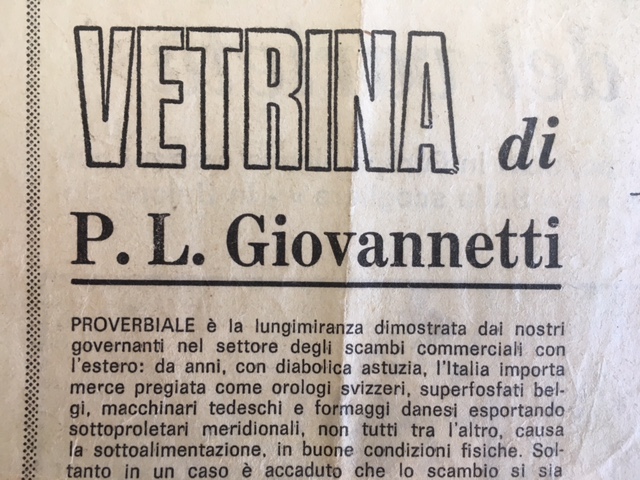 VETRINA di
P. L. Giovannetti
PROVERBIALE è la lungimiranza dimostrata dai nostri
governanti nel settore degli scambi commerciali con
l'estero: da anni, con diabolica astuzia, l'Italia importa
merce pregiata come orologi svizzeri, superfosfati bel-
gi, macchinari tedeschi e formaggi danesi esportando
sottoproletari meridionali, non tutti tra l'altro, causa
la sottoalimentazione, in buone condizioni fisiche. Sol-
tanto in un caso è accaduto che lo scambio si sia